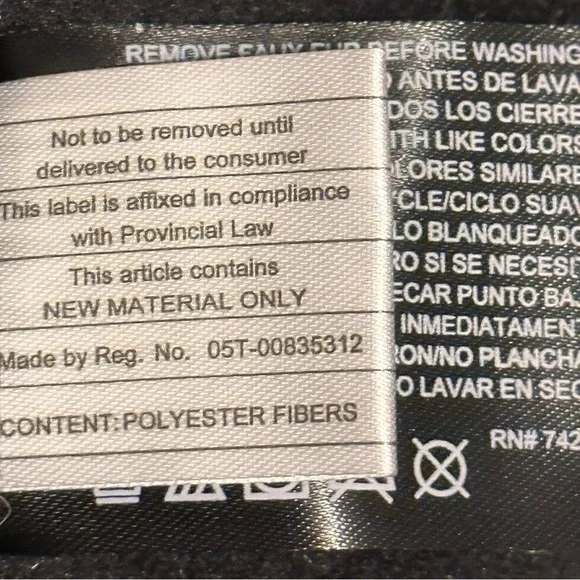 REMOVE FAUX FUR BEFORE WASHING
ANTES DE LAVA
DOS LOS CIERRE
TH LIKE COLORS
LORES SIMILARE
CLE/CICLO SUAV
LO BLANQUEADO
RO SI SE NECESI
ECAR PUNTO BA
INMEDIATAMEN
RON/NO PLANCHA
O LAVAR EN SEC
RN# 742
Not to be removed until
delivered to the consumer
This label is affixed in compliance
with Provincial Law
This article contains
NEW MATERIAL ONLY
Made by Reg. No. 05T-00835312
CONTENT:POLYESTER FIBERS